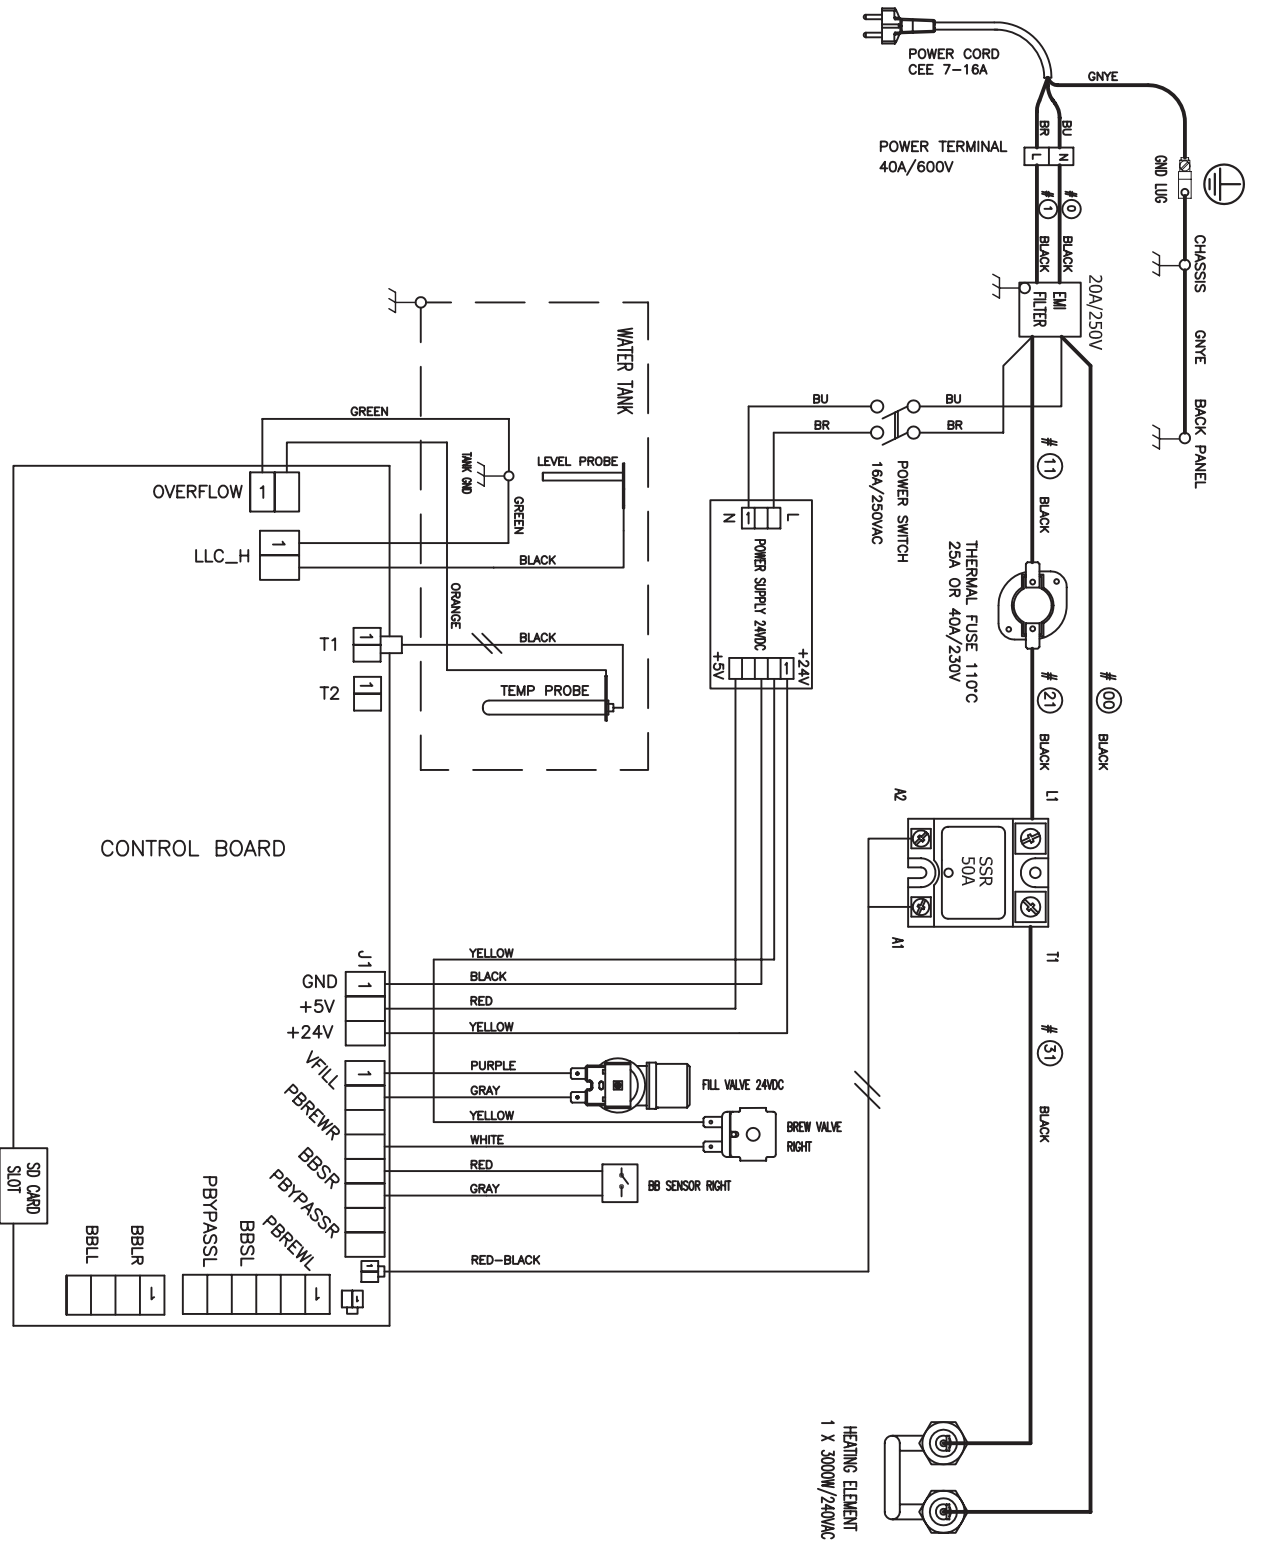 POWER CORD
CEE 7-16A
GNYE
BR
BU
POWER TERMINAL
40A/600V
L
N
GND LUG
# 1
# 0
BLACK
BLACK
CHASSIS
GNYE
BACK PANEL
20A/250V
EMI
FILTER
WATER TANK
BU
BU
BR
BR
POWER SWITCH
16A/250VAC
# 11
BLACK
GREEN
TANK GND
LEVEL PROBE
GREEN
OVERFLOW
1
LLC_H
1
BLACK
ORANGE
N
1
L
POWER SUPPLY 24VDC
+5V
1
+24V
THERMAL FUSE 110°C
25A OR 40A/230V
T1
1
BLACK
T2
1
TEMP PROBE
# 21
BLACK
# 00
BLACK
A2
L1
SSR
50A
A1
T1
CONTROL BOARD
J1
GND
1
+5V
+24V
YELLOW
BLACK
RED
YELLOW
# 31
BLACK
VFILL
1
PBREWR
BBSR
PBYPASSR
PURPLE
GRAY
YELLOW
WHITE
RED
GRAY
RED-BLACK
FILL VALVE 24VDC
BREW VALVE
RIGHT
BB SENSOR RIGHT
1
1
SD CARD
SLOT
BBLL
BBLR
1
PBYPASSL
BBSL
PBREWL
1
HEATING ELEMENT
1 X 3000W/240VAC